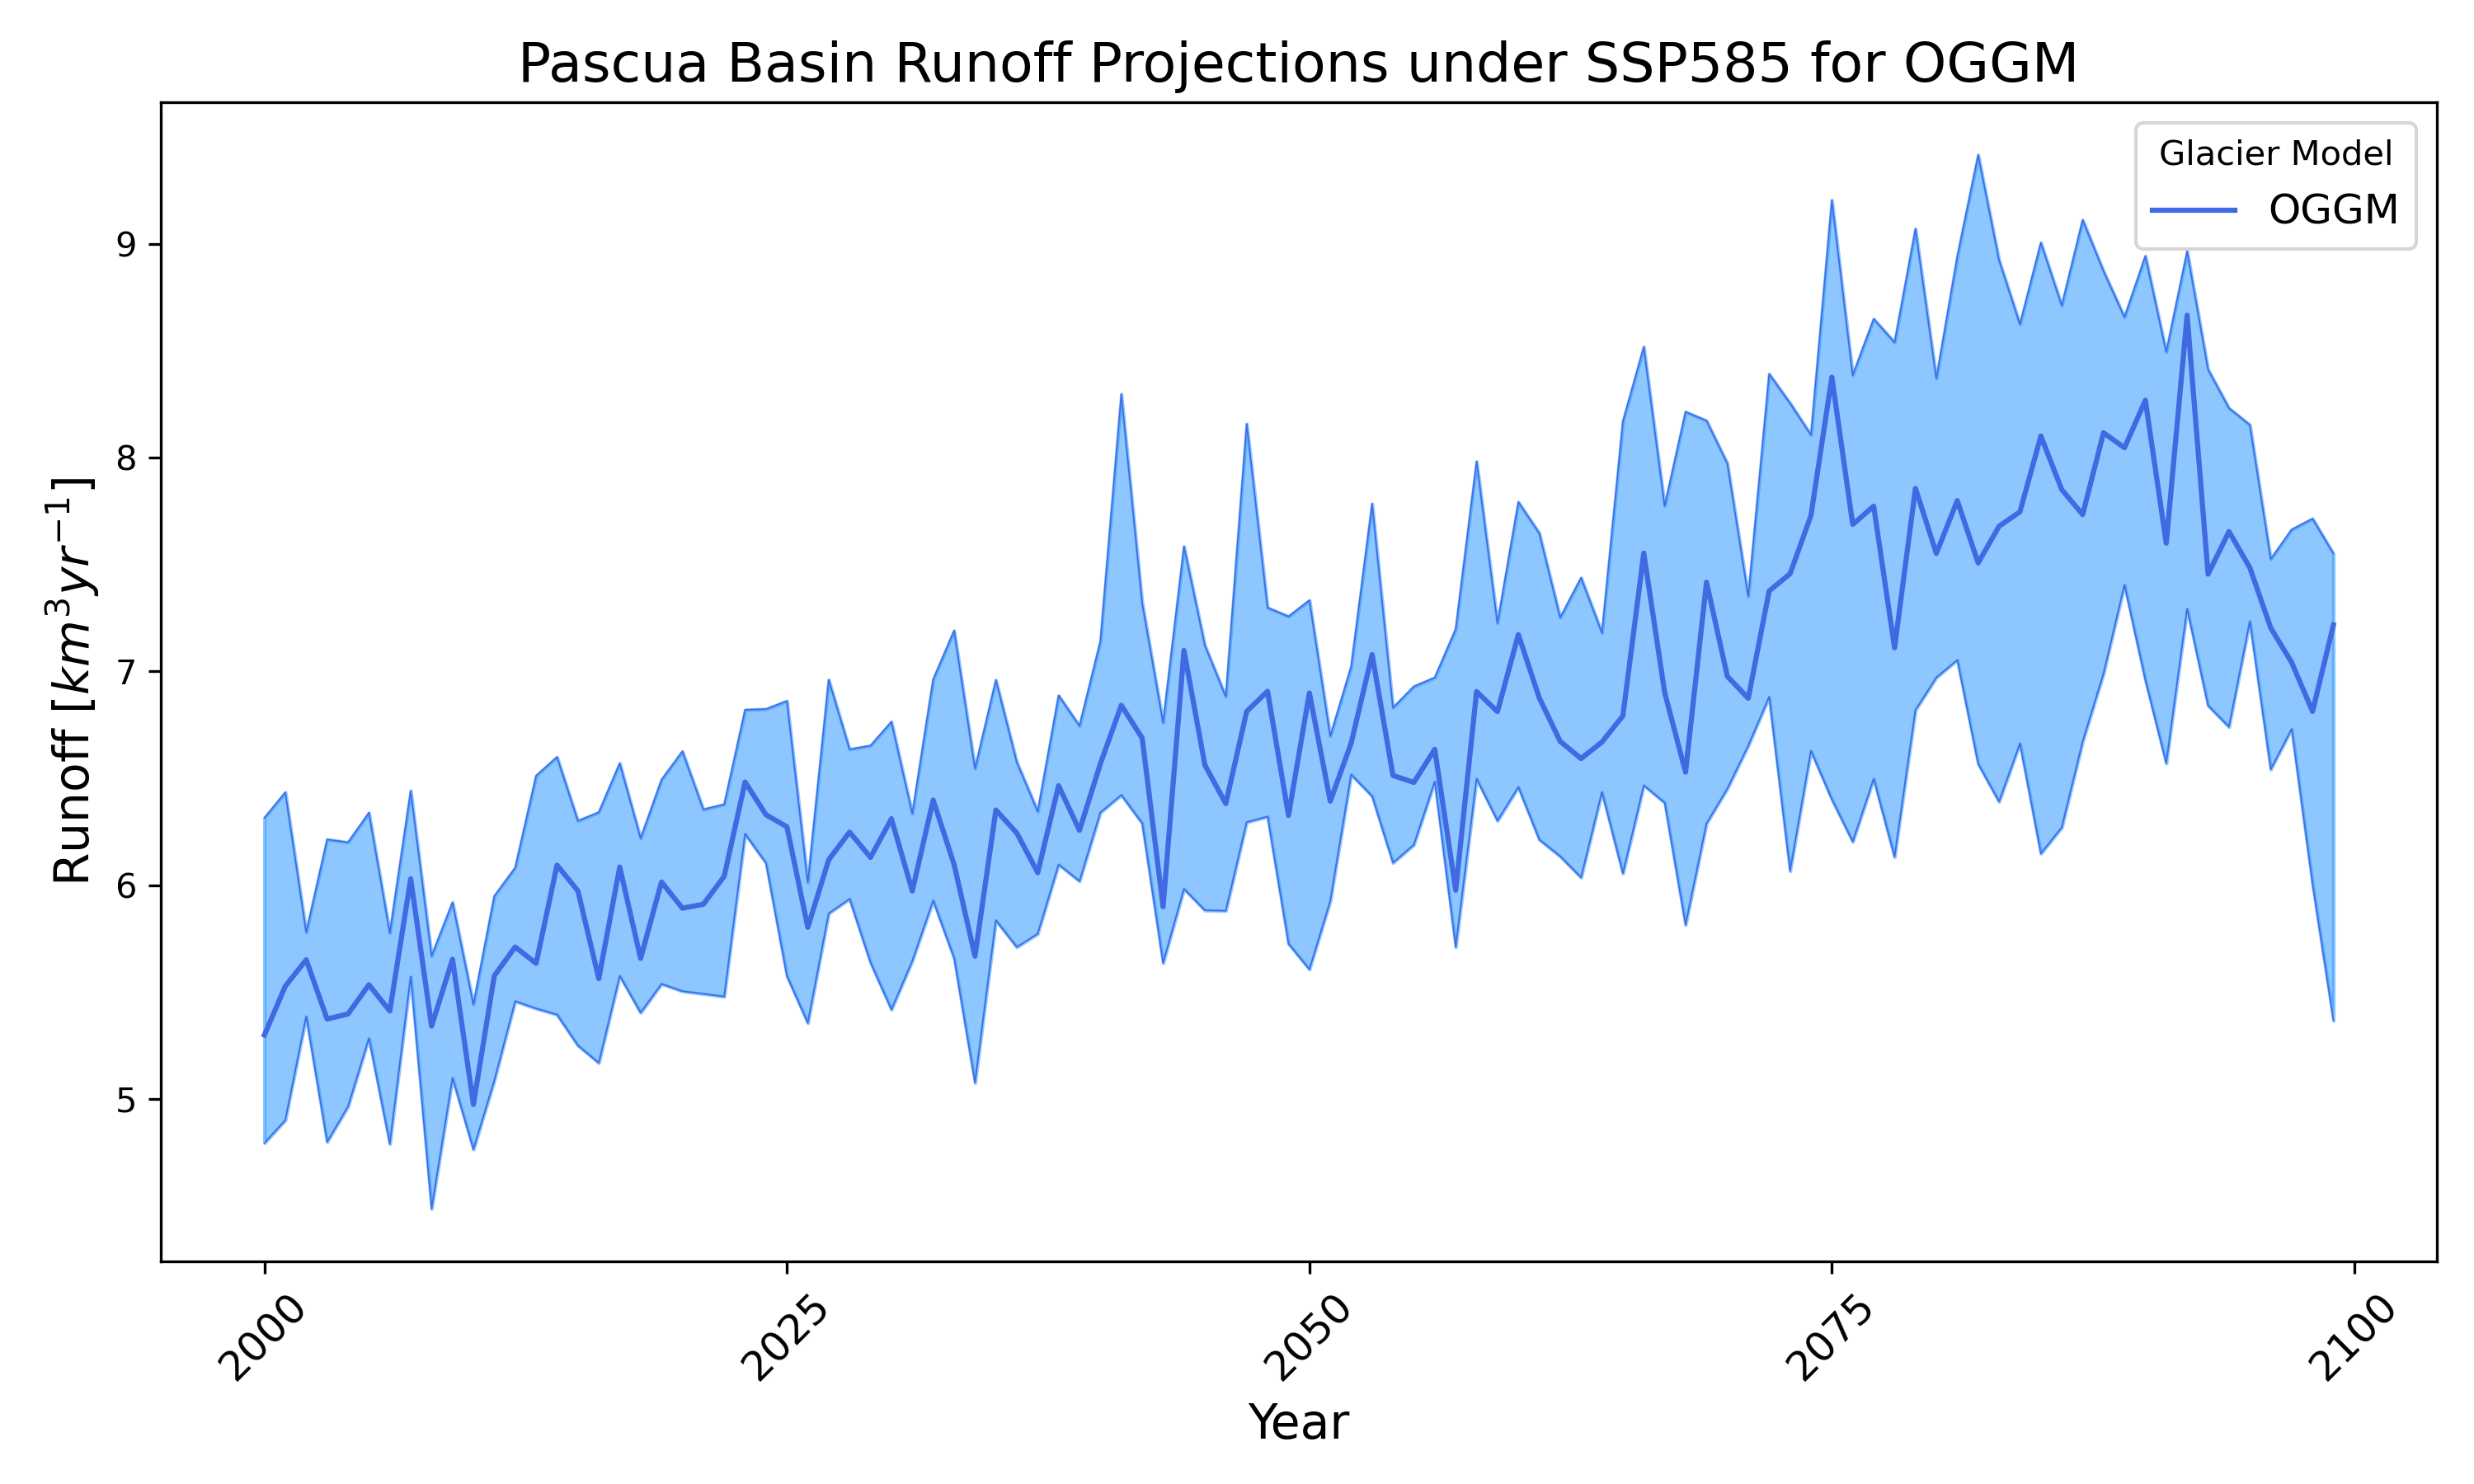 Pascua Basin Runoff Projections under SSP585 for OGGM
Glacier Model
OGGM
9
8
7
6
5
Runoff [km³yr⁻¹]
2000
2025
2050
2075
2100
Year